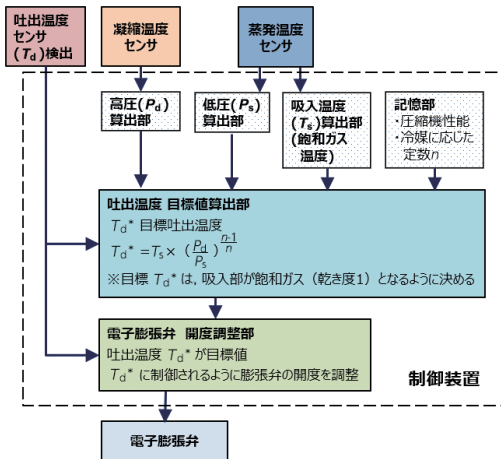 吐出温度
センサ
(Td)検出
凝縮温度
センサ
蒸発温度
センサ
高圧(Pd)
算出部
低圧(Ps)
算出部
吸入温度
(Ts)算出部
(飽和ガス
温度)
記憶部
・圧縮機性能
・冷媒に応じた
定数n
吐出温度 目標値算出部
Td* 目標吐出温度
Td* =Ts× (Pd/Ps)^(n-1/n)
※目標 Td* は，吸入部が飽和ガス（乾き度1）となるように決める
電子膨張弁 開度調整部
吐出温度 Td* が目標値
Td* に制御されるように膨張弁の開度を調整
制御装置
電子膨張弁